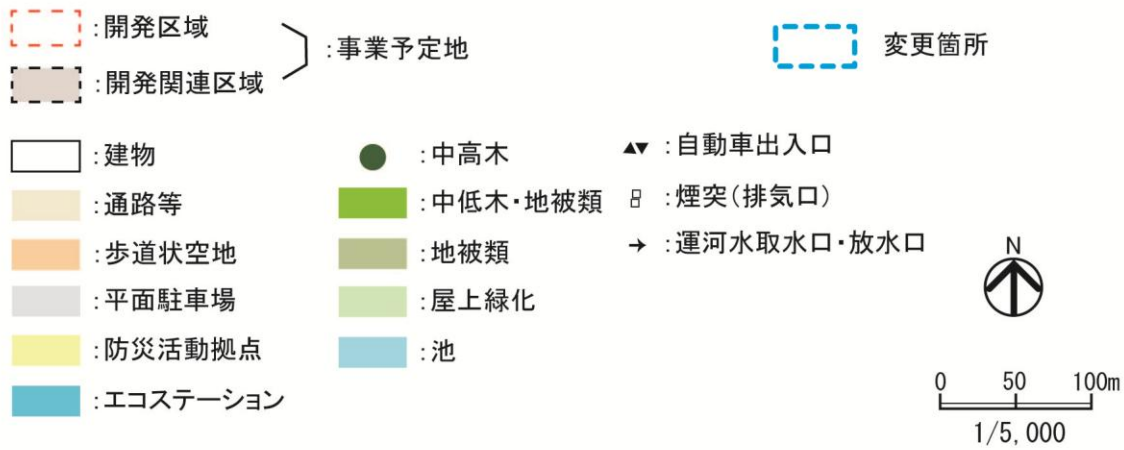 :開発区域
:開発関連区域
:事業予定地
変更箇所
:建物
:通路等
:歩道状空地
:平面駐車場
:防災活動拠点
:エコステーション
:中高木
:中低木・地被類
:地被類
:屋上緑化
:池
:自動車出入口
:煙突(排気口)
:運河水取水口・放水口
N
0 50 100m
1/5,000